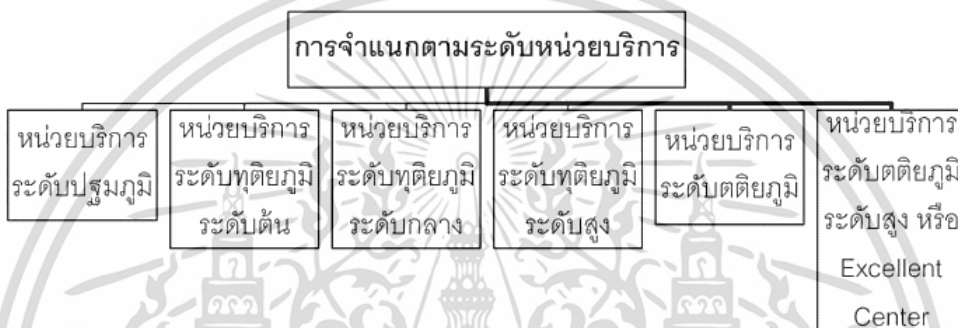 การจำแนกตามระดับหน่วยบริการ
หน่วยบริการ
ระดับปฐมภูมิ
หน่วยบริการ
ระดับทุติยภูมิ
ระดับต้น
หน่วยบริการ
ระดับทุติยภูมิ
ระดับกลาง
หน่วยบริการ
ระดับทุติยภูมิ
ระดับสูง
หน่วยบริการ
ระดับตติยภูมิ
หน่วยบริการ
ระดับตติยภูมิ
ระดับสูง หรือ
Excellent
Center